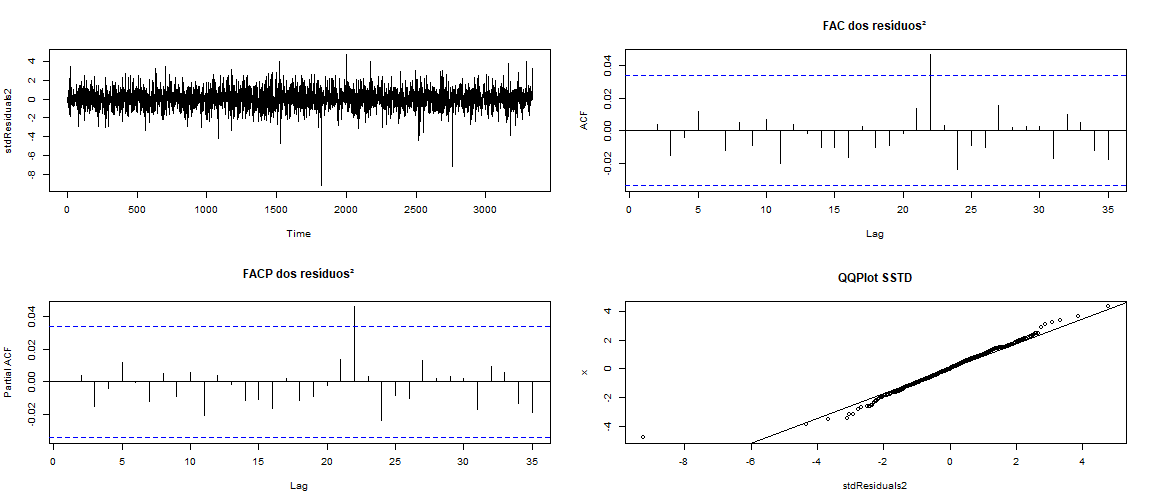 stdResiduals2
4
2
0
-2
-4
-6
-8
0 500 1000 1500 2000 2500 3000
Time
FAC dos resíduos²
ACF
0.04
0.02
0.00
-0.02
0 5 10 15 20 25 30 35
Lag
FACP dos resíduos²
Partial ACF
0.04
0.02
0.00
-0.02
0 5 10 15 20 25 30 35
Lag
QQPlot SSTD
x
4
2
0
-2
-4
-8 -6 -4 -2 0 2 4
stdResiduals2